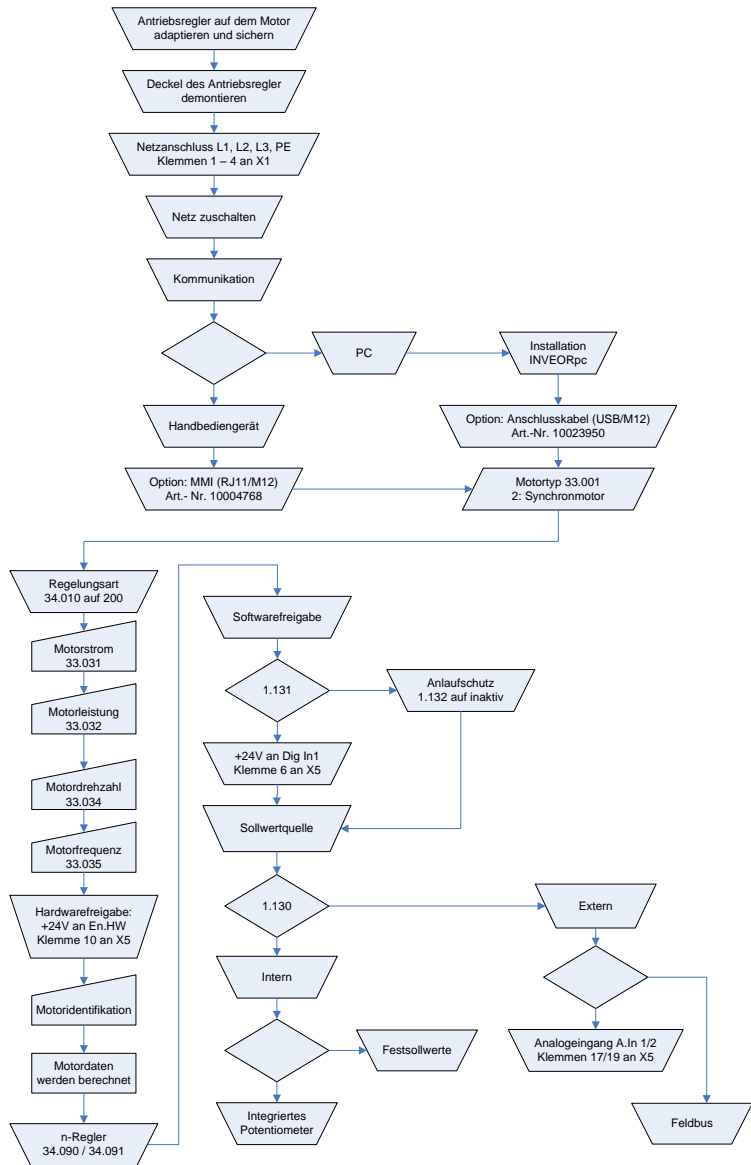 Antriebsregler auf dem Motor
adaptieren und sichern
Deckel des Antriebsregler
demontieren
Netzanschluss L1, L2, L3, PE
Klemmen 1 – 4 an X1
Netz zuschalten
Kommunikation
PC
Installation
INVEORpc
Handbediengerät
Option: Anschlusskabel (USB/M12)
Art.-Nr. 10023950
Option: MMI (RJ11/M12)
Art.- Nr. 10004768
Motortyp 33.001
2: Synchronmotor
Regelungsart
34.010 auf 200
Motorstrom
33.031
Motorleistung
33.032
Motordrehzahl
33.034
Motorfrequenz
33.035
Hardwarefreigabe:
+24V an En.HW
Klemme 10 an X5
Motoridentifikation
Motordaten
werden berechnet
n-Regler
34.090 / 34.091
Softwarefreigabe
1.131
Anlaufschutz
1.132 auf inaktiv
+24V an Dig In1
Klemme 6 an X5
Sollwertquelle
1.130
Extern
Intern
Analogeingang A.In 1/2
Klemmen 17/19 an X5
Festsollwerte
Integriertes
Potentiometer
Feldbus